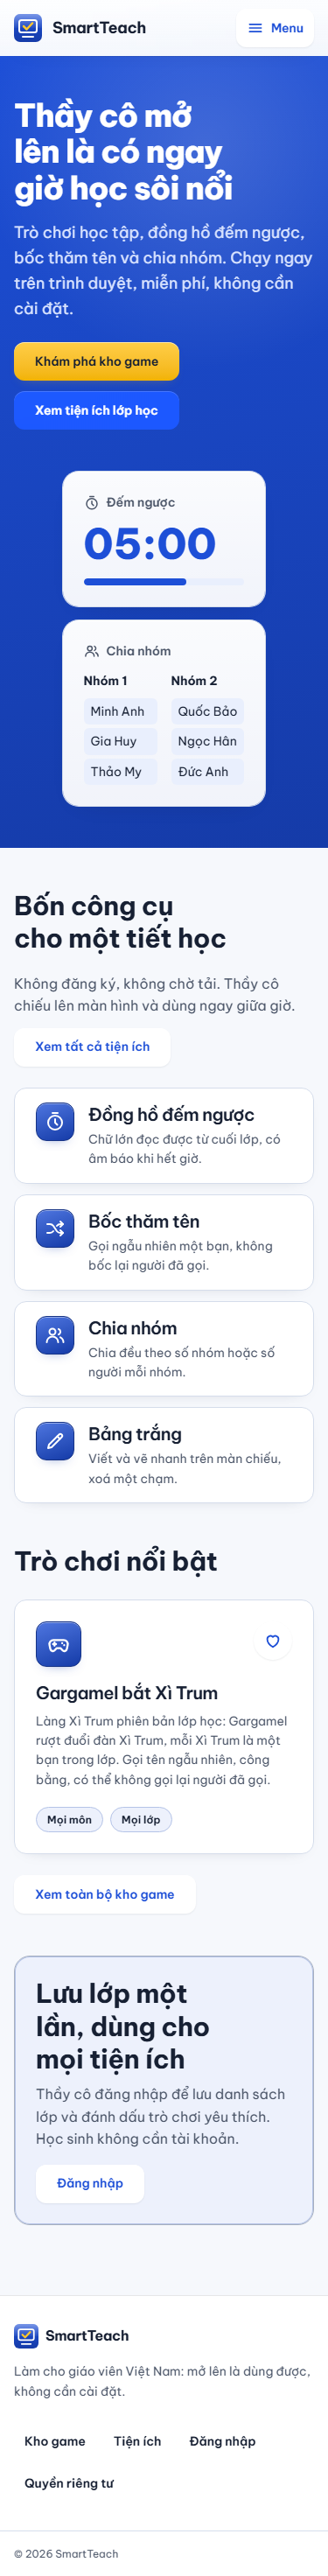 SmartTeach
Menu
Thầy cô mở
lên là có ngay
giờ học sôi nổi
Trò chơi học tập, đồng hồ đếm ngược,
bốc thăm tên và chia nhóm. Chạy ngay
trên trình duyệt, miễn phí, không cần
cài đặt.
Khám phá kho game
Xem tiện ích lớp học
Đếm ngược
05:00
Chia nhóm
Nhóm 1 Nhóm 2
Minh Anh Quốc Bảo
Gia Huy Ngọc Hân
Thảo My Đức Anh
Bốn công cụ
cho một tiết học
Không đăng ký, không chờ tải. Thầy cô
chiếu lên màn hình và dùng ngay giữa giờ.
Xem tất cả tiện ích
Đồng hồ đếm ngược
Chữ lớn đọc được từ cuối lớp, có
âm báo khi hết giờ.
Bốc thăm tên
Gọi ngẫu nhiên một bạn, không
bốc lại người đã gọi.
Chia nhóm
Chia đều theo số nhóm hoặc số
người mỗi nhóm.
Bảng trắng
Viết và vẽ nhanh trên màn chiếu,
xoá một chạm.
Trò chơi nổi bật
Gargamel bắt Xì Trum
Làng Xì Trum phiên bản lớp học: Gargamel
rượt đuổi đàn Xì Trum, mỗi Xì Trum là một
bạn trong lớp. Gọi tên ngẫu nhiên, công
bằng, có thể không gọi lại người đã gọi.
Mọi môn Mọi lớp
Xem toàn bộ kho game
Lưu lớp một
lần, dùng cho
mọi tiện ích
Thầy cô đăng nhập để lưu danh sách
lớp và đánh dấu trò chơi yêu thích.
Học sinh không cần tài khoản.
Đăng nhập
SmartTeach
Làm cho giáo viên Việt Nam: mở lên là dùng được,
không cần cài đặt.
Kho game Tiện ích Đăng nhập
Quyền riêng tư
© 2026 SmartTeach